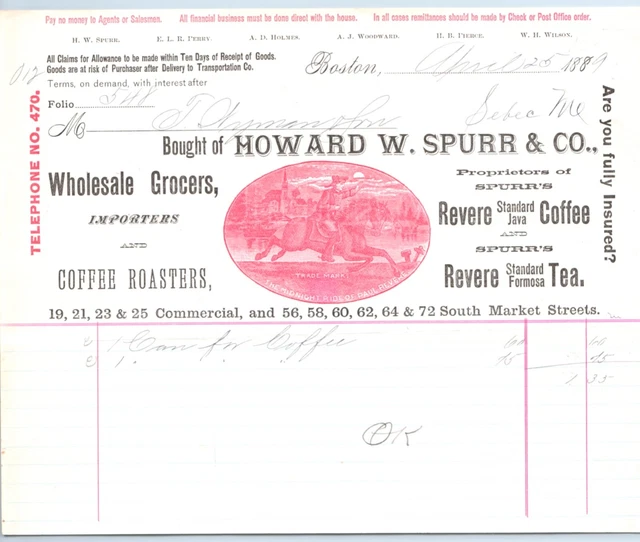 Pay no money to Agents or Salesmen. All financial business must be done direct with the house. In all cases remittances should be made by Check or Post Office order.
H. W. SPURR. E. L. R. PERRY. A. D. HOLMES. A. J. WOODWARD. H. B. PIERCE. W. H. WILSON.
All Claims for Allowance to be made within Ten Days of Receipt of Goods.
Goods are at risk of Purchaser after Delivery to Transportation Co.
Boston, April 25 1889
Terms, on demand, with interest after
Folio 548
M T. Wyman & Son Sebec Me
Bought of HOWARD W. SPURR & CO.,
TELEPHONE NO. 470.
Are you fully Insured?
Wholesale Grocers,
IMPORTERS
AND
COFFEE ROASTERS,
TRADE MARK
THE MIDNIGHT RIDE OF PAUL REVERE
Proprietors of
SPURR'S
Revere Standard Java Coffee
AND
SPURR'S
Revere Standard Formosa Tea.
19, 21, 23 & 25 Commercial, and 56, 58, 60, 62, 64 & 72 South Market Streets.
1 Can for Coffee
1 "
1 35
OK